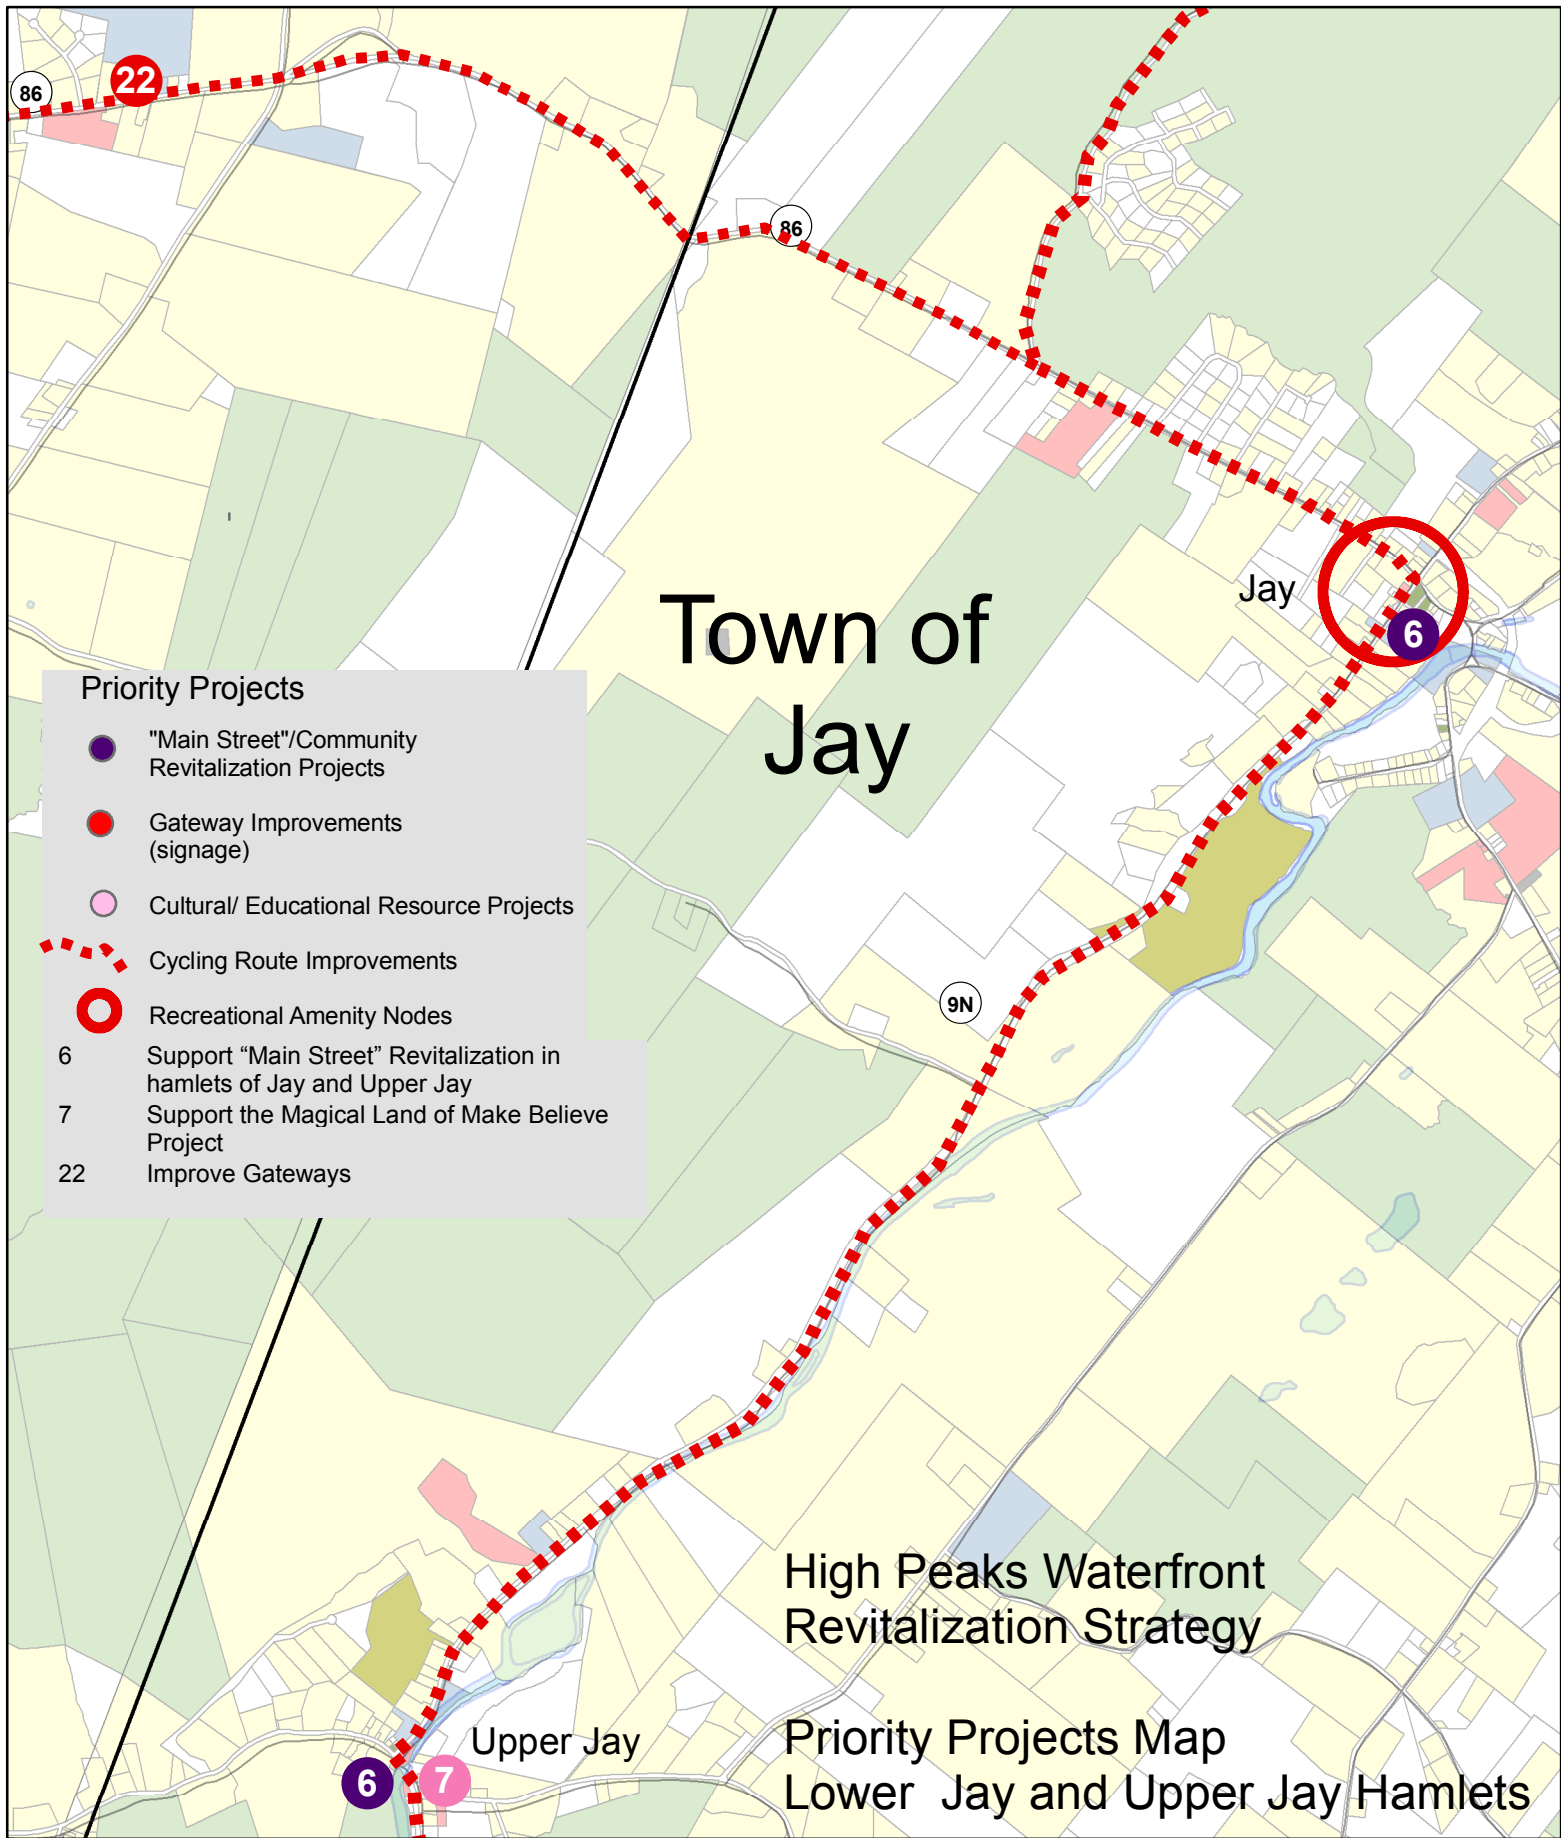 22
86
86
Jay
6
Town of
Jay
Priority Projects
"Main Street"/Community
Revitalization Projects
Gateway Improvements
(signage)
Cultural/ Educational Resource Projects
Cycling Route Improvements
Recreational Amenity Nodes
6 Support “Main Street” Revitalization in
hamlets of Jay and Upper Jay
7 Support the Magical Land of Make Believe
Project
22 Improve Gateways
9N
High Peaks Waterfront
Revitalization Strategy
Priority Projects Map
Lower Jay and Upper Jay Hamlets
Upper Jay
6
7